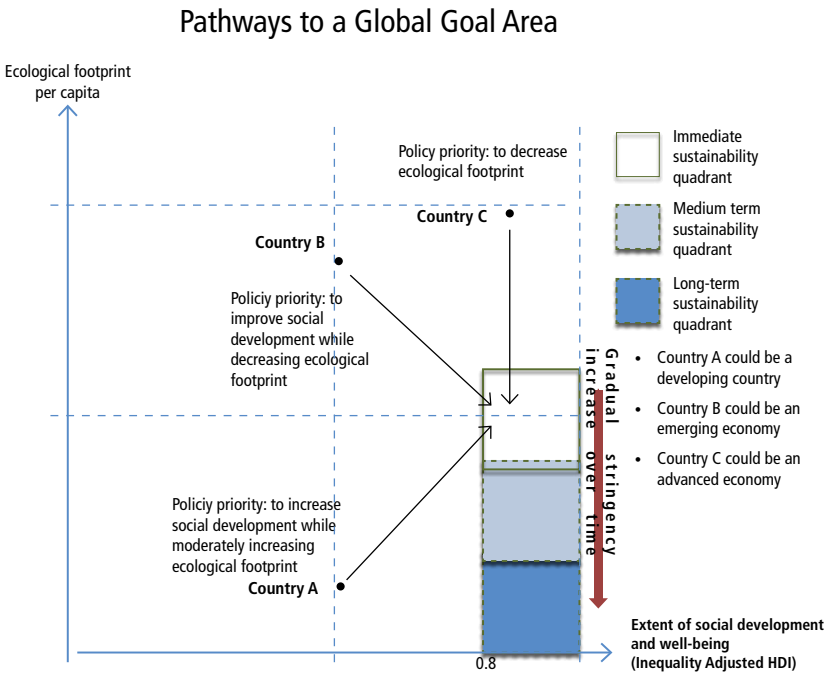 Pathways to a Global Goal Area
Ecological footprint
per capita
Policy priority: to decrease
ecological footprint
Country C
Country B
Policiy priority: to
improve social
development while
decreasing ecological
footprint
Policiy priority: to increase
social development while
moderately increasing
ecological footprint
Country A
Immediate
sustainability
quadrant
Medium term
sustainability
quadrant
Long-term
sustainability
quadrant
Gradual stringency
increase over time
• Country A could be a
developing country
• Country B could be an
emerging economy
• Country C could be an
advanced economy
0.8
Extent of social development
and well-being
(Inequality Adjusted HDI)